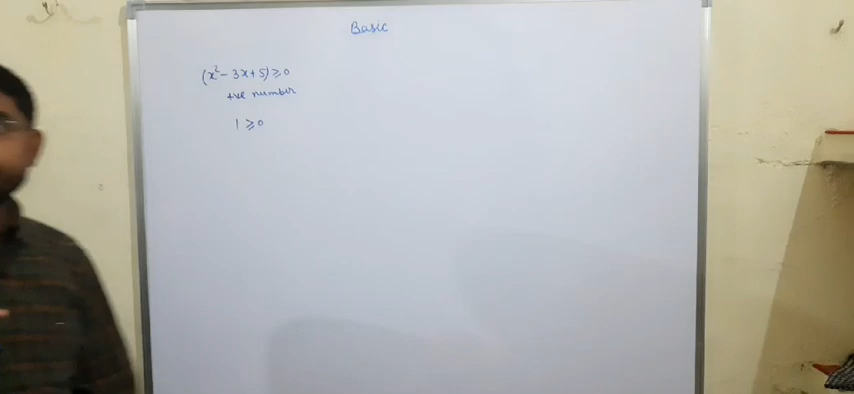 Basic
(x² - 3x + 5) ≥ 0
+ve number
1 ≥ 0